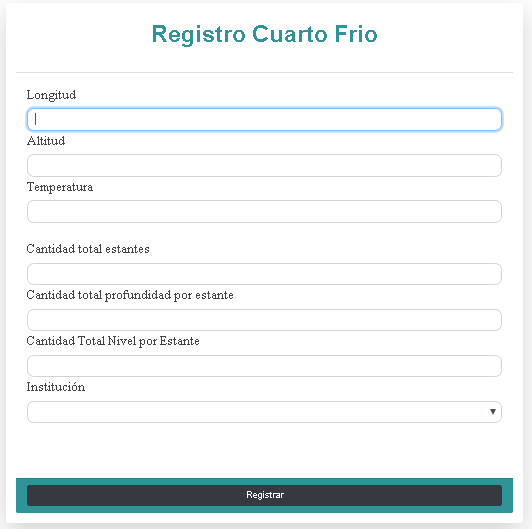 Registro Cuarto Frio
Longitud
Altitud
Temperatura
Cantidad total estantes
Cantidad total profundidad por estante
Cantidad Total Nivel por Estante
Institución
Registrar